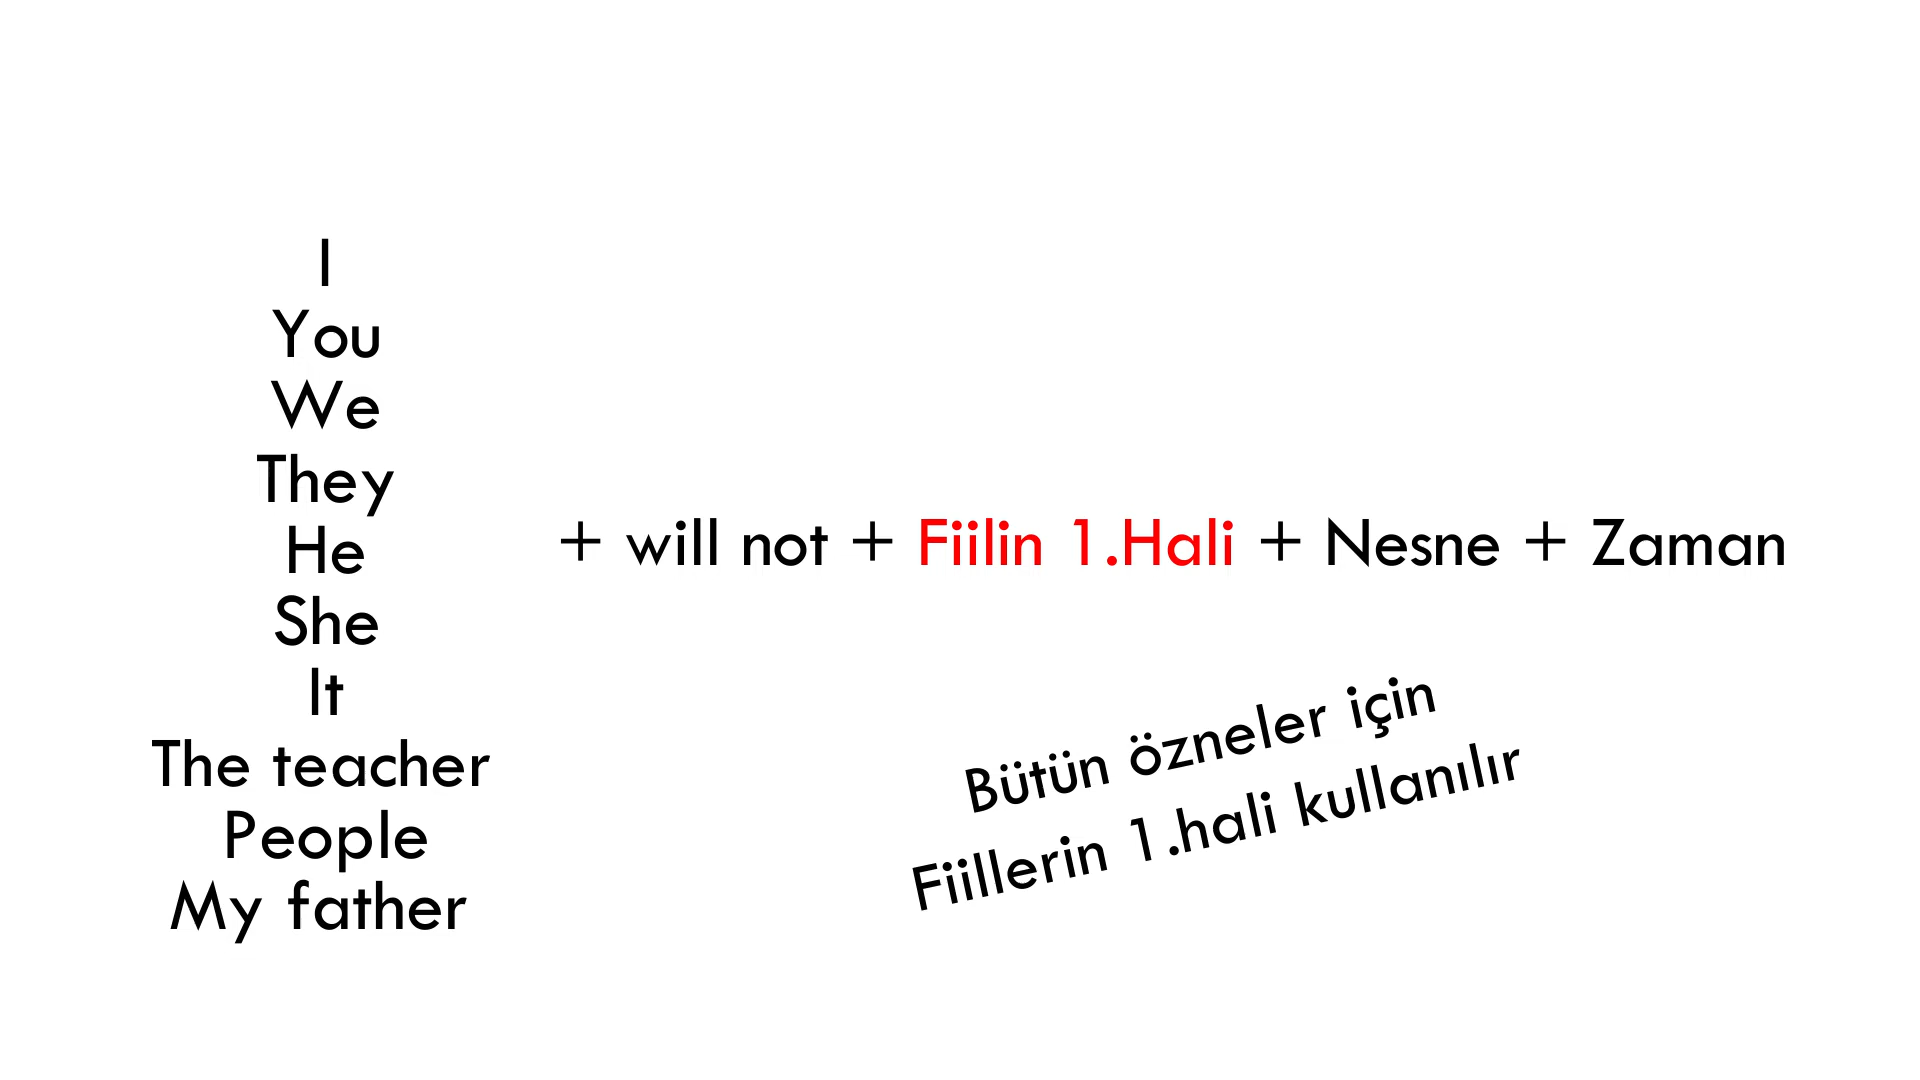 I
You
We
They
He
She
It
The teacher
People
My father
+ will not + Fiilin 1.Hali + Nesne + Zaman
Bütün özneler için
Fiillerin 1.hali kullanılır